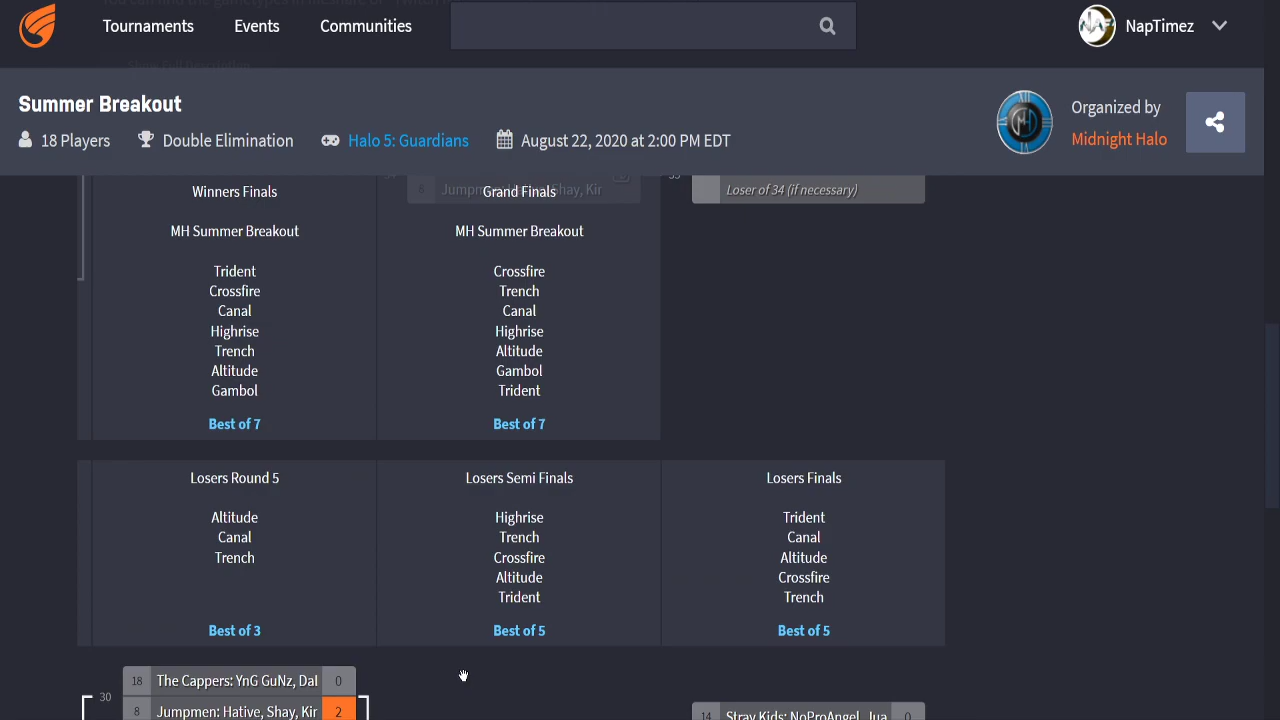 Tournaments Events Communities NapTimez
Show Full Description
Summer Breakout
18 Players Double Elimination Halo 5: Guardians August 22, 2020 at 2:00 PM EDT
Organized by
Midnight Halo
Winners Finals
MH Summer Breakout
Trident
Crossfire
Canal
Highrise
Trench
Altitude
Gambol
Best of 7
Grand Finals
MH Summer Breakout
Crossfire
Trench
Canal
Highrise
Altitude
Gambol
Trident
Best of 7
Loser of 34 (if necessary)
Losers Round 5
Altitude
Canal
Trench
Best of 3
Losers Semi Finals
Highrise
Trench
Crossfire
Altitude
Trident
Best of 5
Losers Finals
Trident
Canal
Altitude
Crossfire
Trench
Best of 5
30
18 The Cappers: YnG GuNz, Dal 0
8 Jumpmen: Hative, Shay, Kir 2
14 Stray Kids: NoProAngel, Jua 0